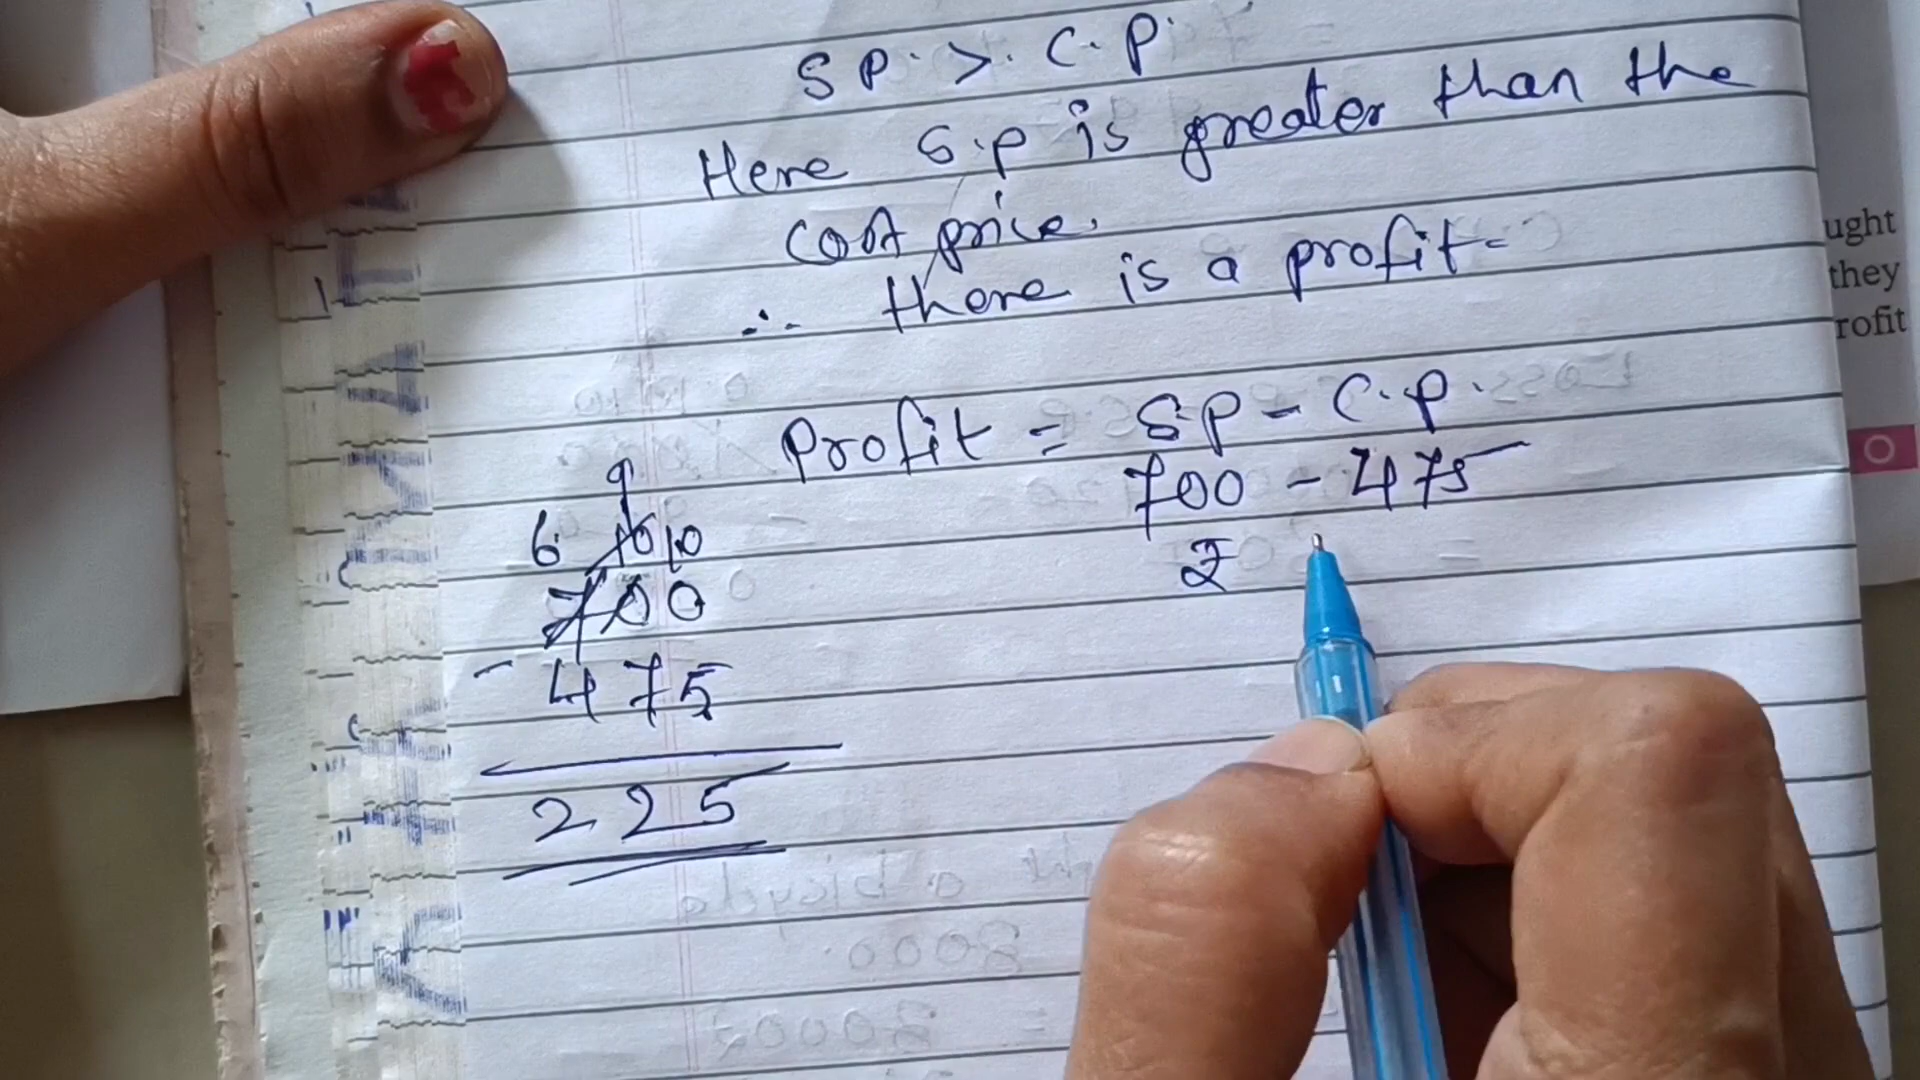 S P. > C.P.
Here S.P is greater than the
cost price.
∴ there is a profit.
Profit = S.P - C.P.
700 - 475
₹
9
6 10 10
700
- 475
225
ught
they
rofit